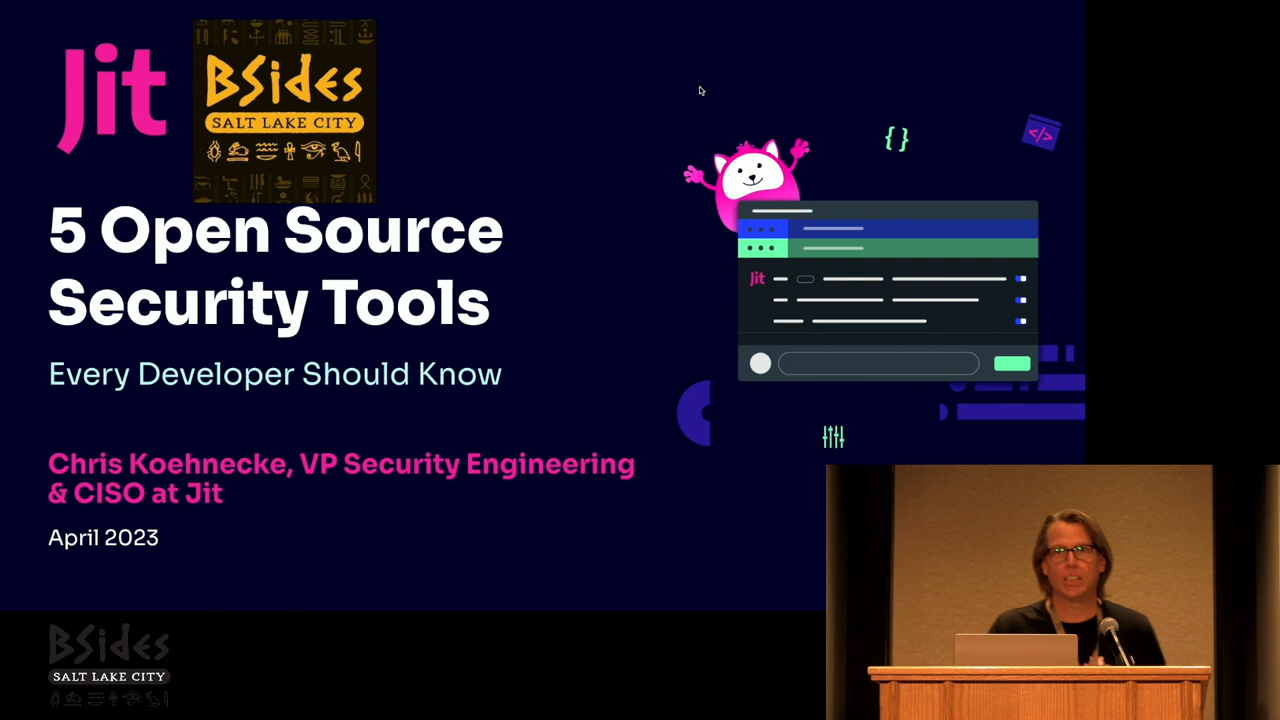 Jit
BSides
SALT LAKE CITY
5 Open Source
Security Tools
Every Developer Should Know
Chris Koehnecke, VP Security Engineering
& CISO at Jit
April 2023
{ }
</>
Jit
BSides
SALT LAKE CITY